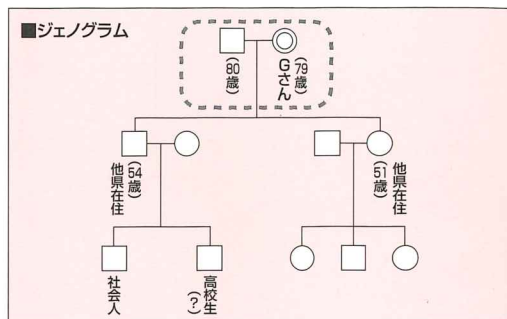 ■ジェノグラム
(80歳)
Gさん
(79歳)
(54歳)
他県在住
(51歳)
他県在住
社会人
高校生
(?)